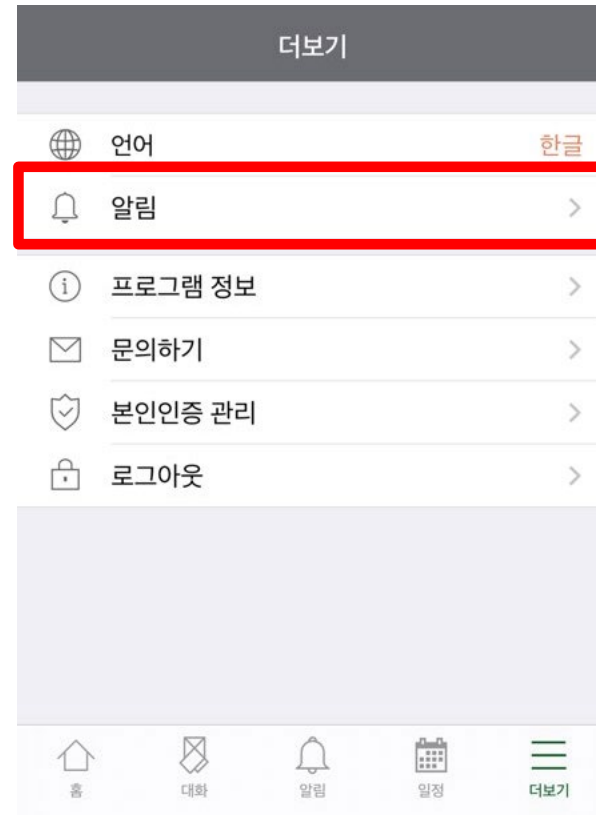 더보기
언어 한글
알림
프로그램 정보
문의하기
본인인증 관리
로그아웃
홈 대화 알림 일정 더보기